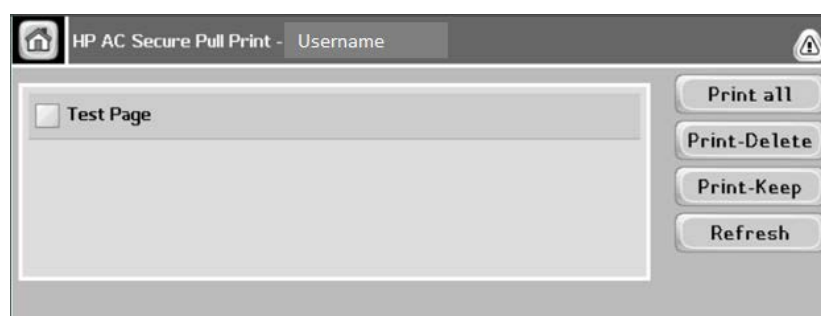 HP AC Secure Pull Print - Username
Test Page
Print all
Print-Delete
Print-Keep
Refresh